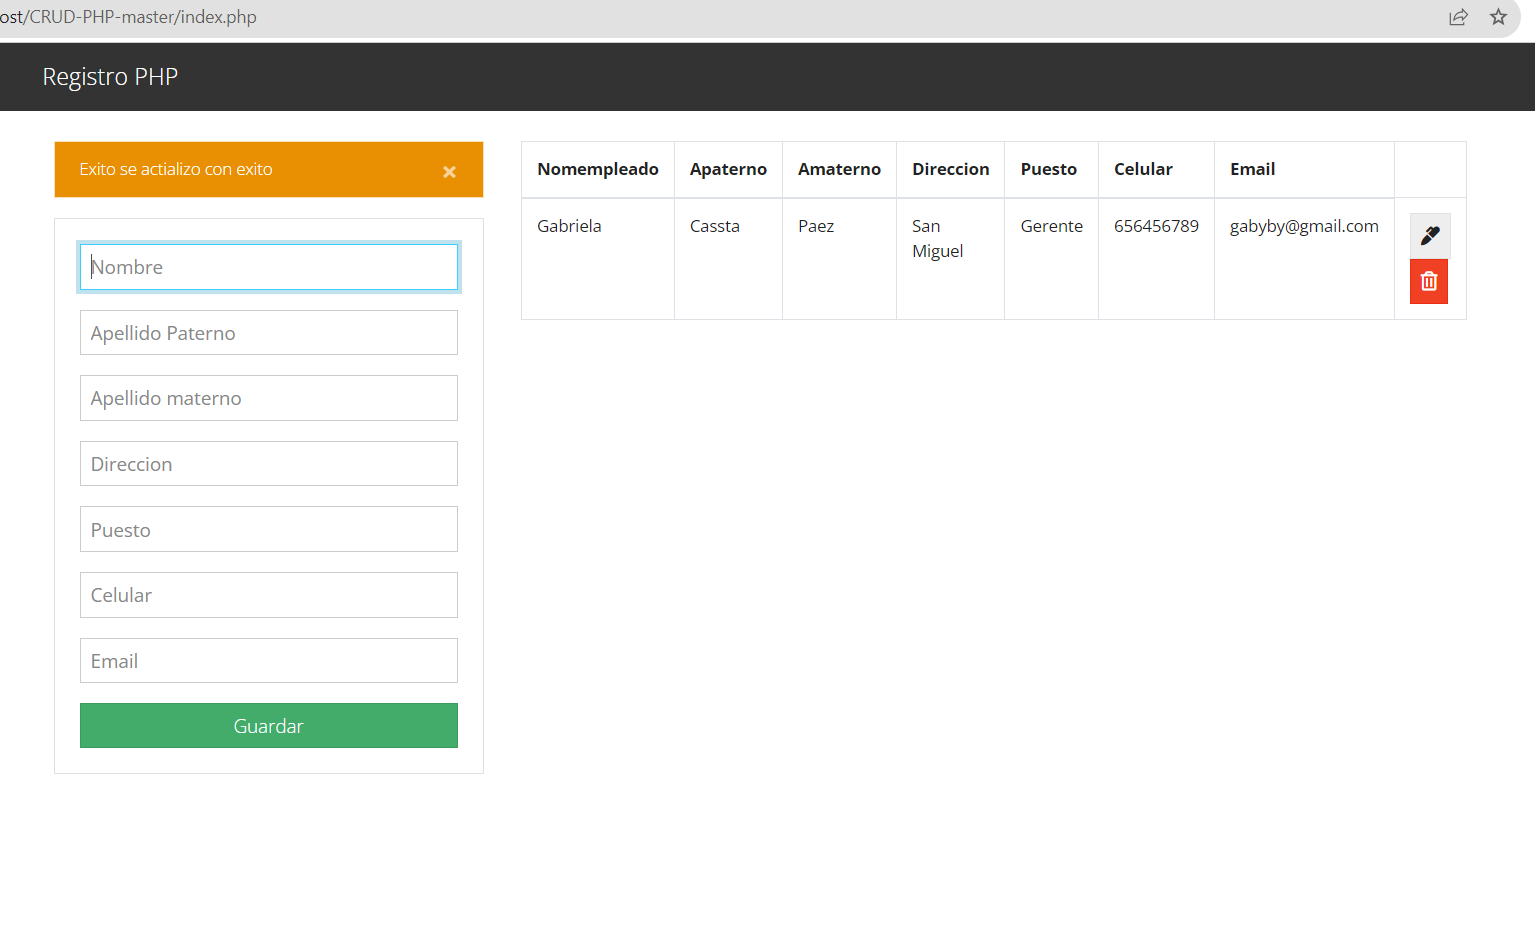 ost/CRUD-PHP-master/index.php
Registro PHP
Exito se actializo con exito ×
Nombre
Apellido Paterno
Apellido materno
Direccion
Puesto
Celular
Email
Guardar
Nomempleado Apaterno Amaterno Direccion Puesto Celular Email
Gabriela Cassta Paez San Miguel Gerente 656456789 gabyby@gmail.com